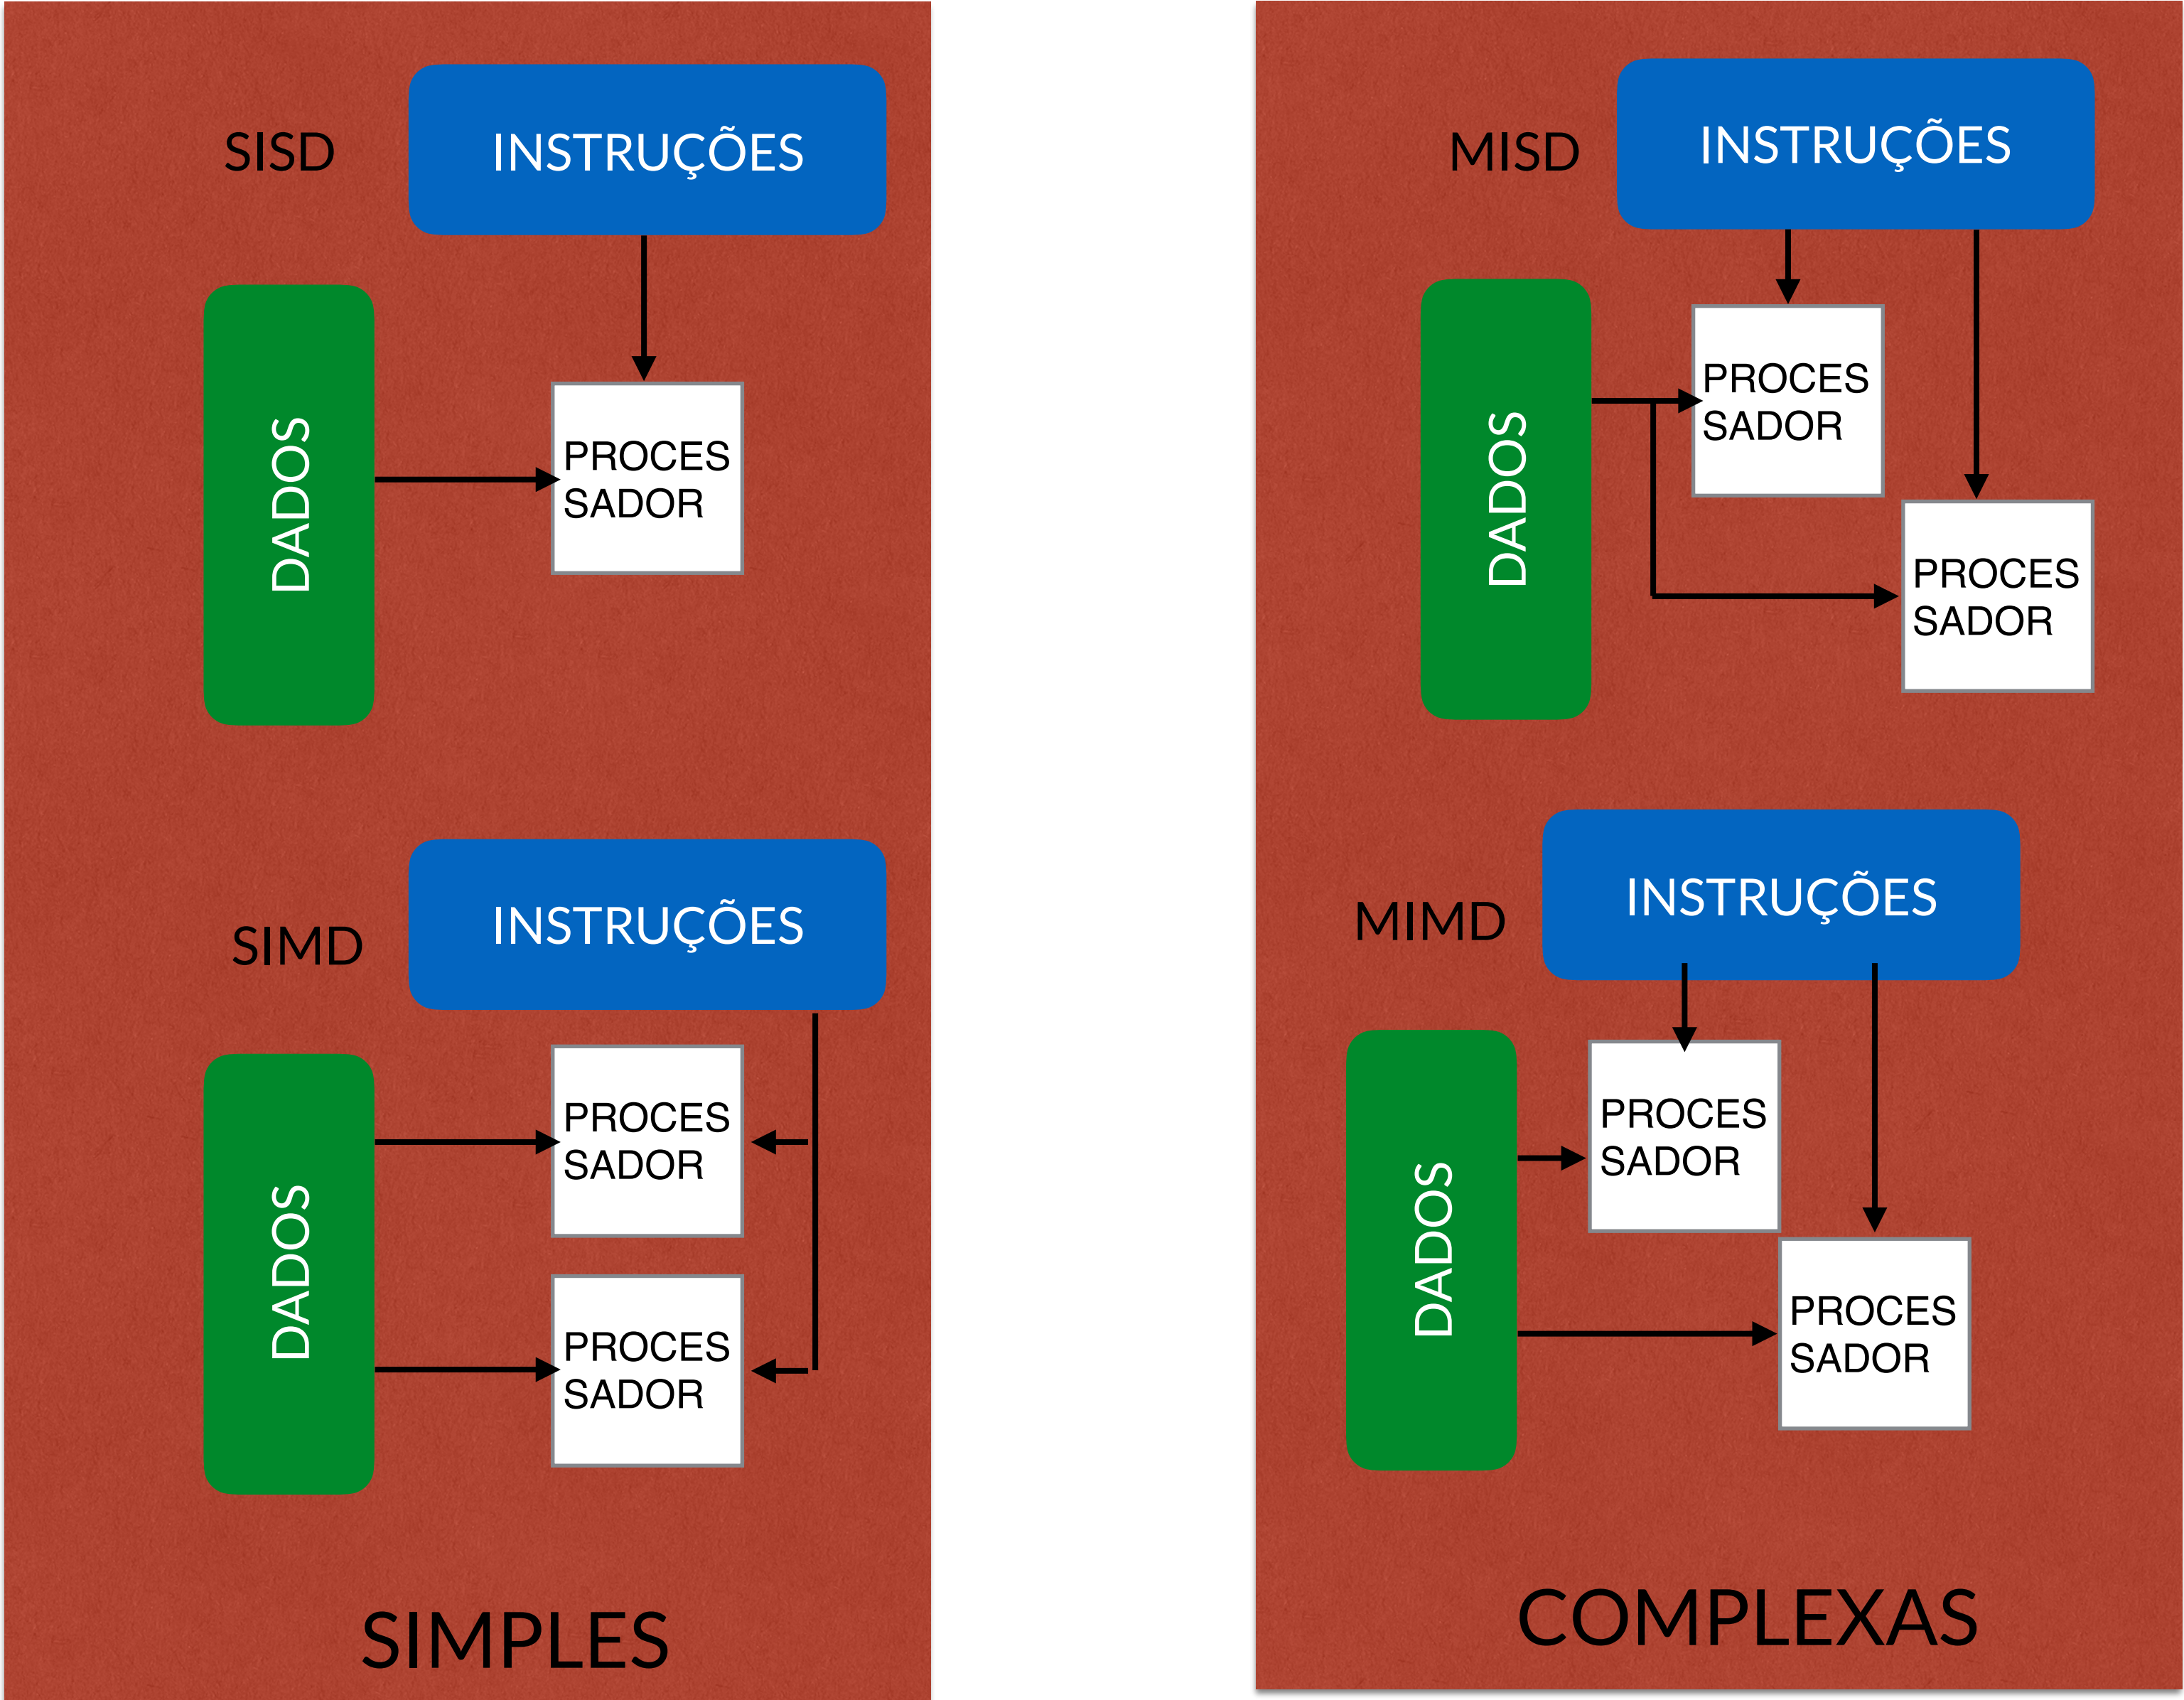 SISD
INSTRUÇÕES
DADOS
PROCES
SADOR
SIMD
INSTRUÇÕES
DADOS
PROCES
SADOR
PROCES
SADOR
SIMPLES
MISD
INSTRUÇÕES
DADOS
PROCES
SADOR
PROCES
SADOR
MIMD
INSTRUÇÕES
DADOS
PROCES
SADOR
PROCES
SADOR
COMPLEXAS